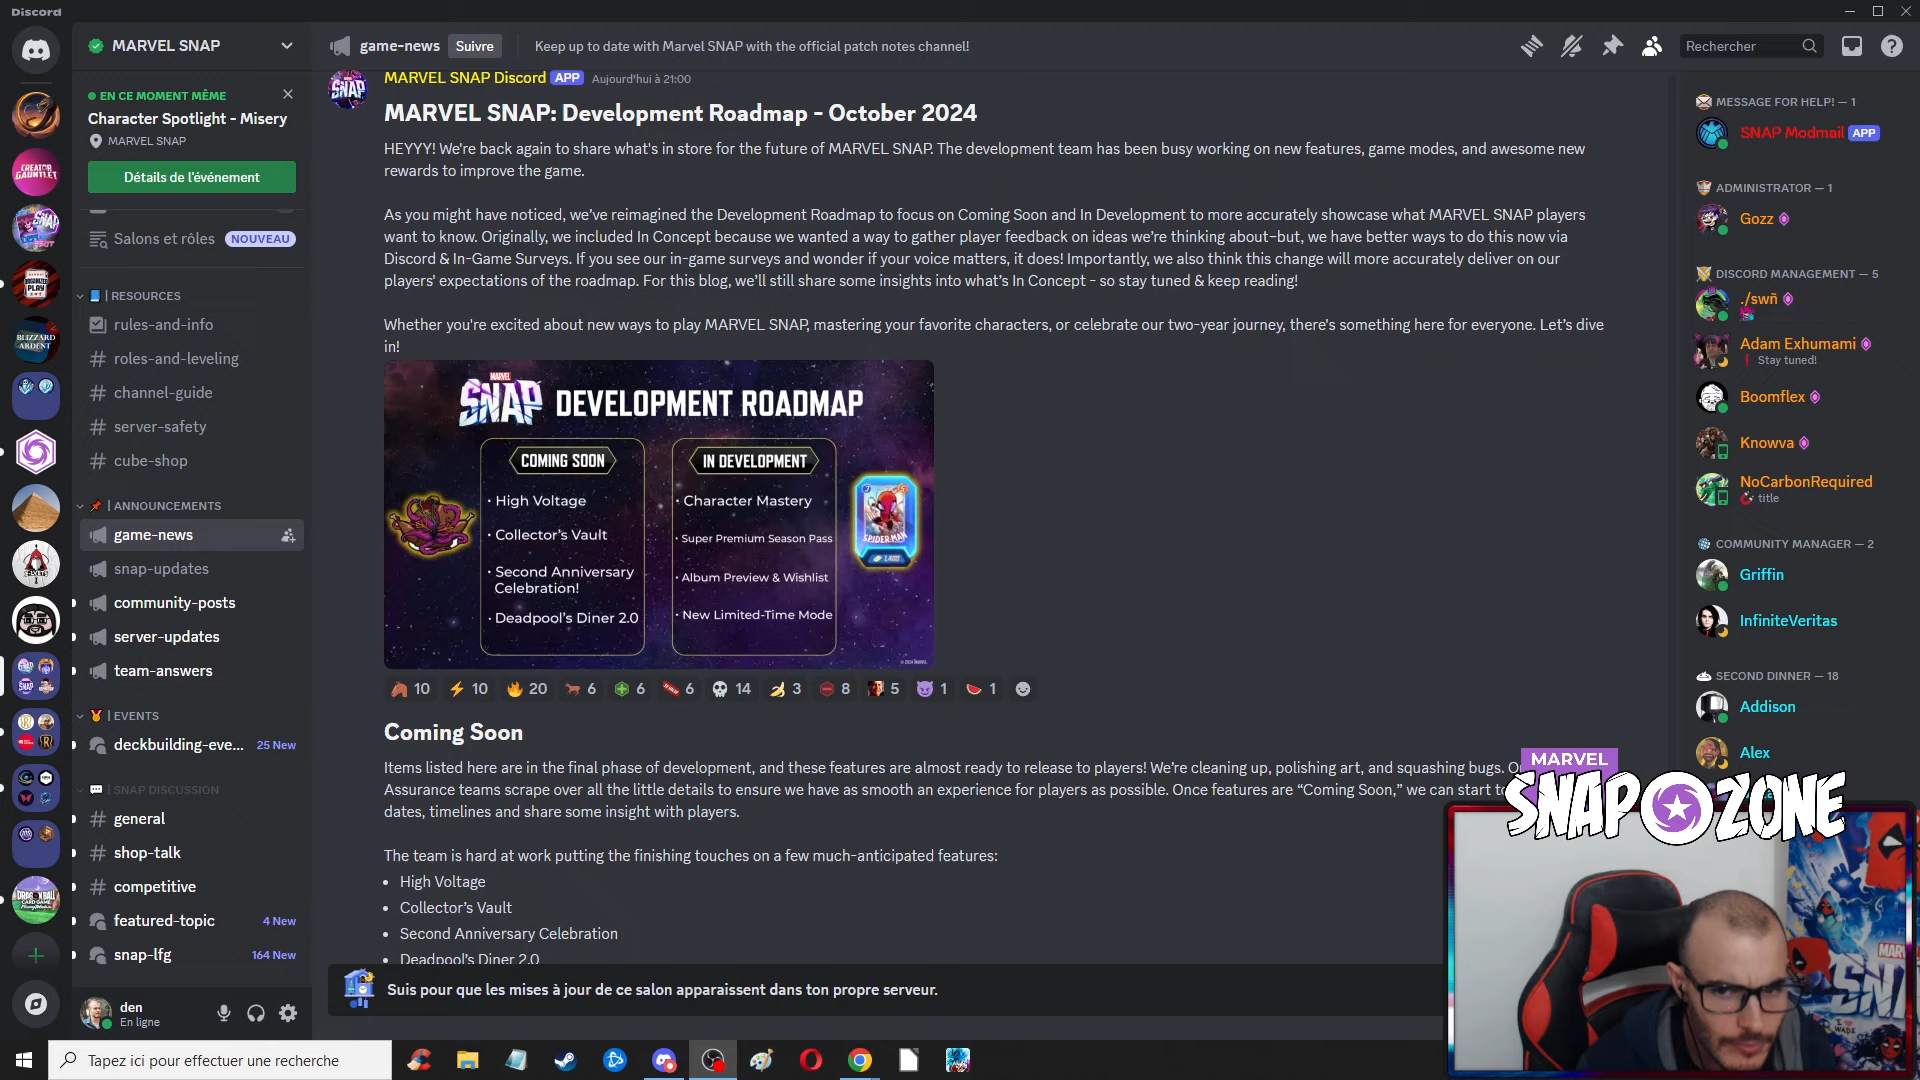 Discord
MARVEL SNAP
EN CE MOMENT MÊME
Character Spotlight - Misery
MARVEL SNAP
Détails de l'événement
Salons et rôles NOUVEAU
| RESOURCES
rules-and-info
roles-and-leveling
channel-guide
server-safety
cube-shop
| ANNOUNCEMENTS
game-news
snap-updates
community-posts
server-updates
team-answers
| EVENTS
deckbuilding-eve... 25 New
| SNAP DISCUSSION
general
shop-talk
competitive
featured-topic 4 New
snap-lfg 164 New
den
En ligne
game-news Suivre Keep up to date with Marvel SNAP with the official patch notes channel!
Rechercher
MARVEL SNAP Discord APP Aujourd'hui à 21:00
MARVEL SNAP: Development Roadmap - October 2024
HEYYY! We're back again to share what's in store for the future of MARVEL SNAP. The development team has been busy working on new features, game modes, and awesome new
rewards to improve the game.
As you might have noticed, we've reimagined the Development Roadmap to focus on Coming Soon and In Development to more accurately showcase what MARVEL SNAP players
want to know. Originally, we included In Concept because we wanted a way to gather player feedback on ideas we're thinking about–but, we have better ways to do this now via
Discord & In-Game Surveys. If you see our in-game surveys and wonder if your voice matters, it does! Importantly, we also think this change will more accurately deliver on our
players' expectations of the roadmap. For this blog, we'll still share some insights into what's In Concept - so stay tuned & keep reading!
Whether you're excited about new ways to play MARVEL SNAP, mastering your favorite characters, or celebrate our two-year journey, there's something here for everyone. Let's dive
in!
MARVEL
SNAP DEVELOPMENT ROADMAP
COMING SOON
• High Voltage
• Collector's Vault
• Second Anniversary
Celebration!
• Deadpool's Diner 2.0
IN DEVELOPMENT
• Character Mastery
• Super Premium Season Pass
• Album Preview & Wishlist
• New Limited-Time Mode
SPIDER-MAN
© 2024 MARVEL
10 10 20 6 6 6 14 3 8 5 1 1
Coming Soon
Items listed here are in the final phase of development, and these features are almost ready to release to players! We're cleaning up, polishing art, and squashing bugs.
Assurance teams scrape over all the little details to ensure we have as smooth an experience for players as possible. Once features are “Coming Soon,” we can start
dates, timelines and share some insight with players.
The team is hard at work putting the finishing touches on a few much-anticipated features:
• High Voltage
• Collector's Vault
• Second Anniversary Celebration
• Deadpool's Diner 2.0
Suis pour que les mises à jour de ce salon apparaissent dans ton propre serveur.
MESSAGE FOR HELP! — 1
SNAP Modmail APP
ADMINISTRATOR — 1
Gozz
DISCORD MANAGEMENT — 5
./swñ
Adam Exhumami
Stay tuned!
Boomflex
Knowva
NoCarbonRequired
title
COMMUNITY MANAGER — 2
Griffin
InfiniteVeritas
SECOND DINNER — 18
Addison
Alex
MARVEL
SNAP ZONE
Tapez ici pour effectuer une recherche